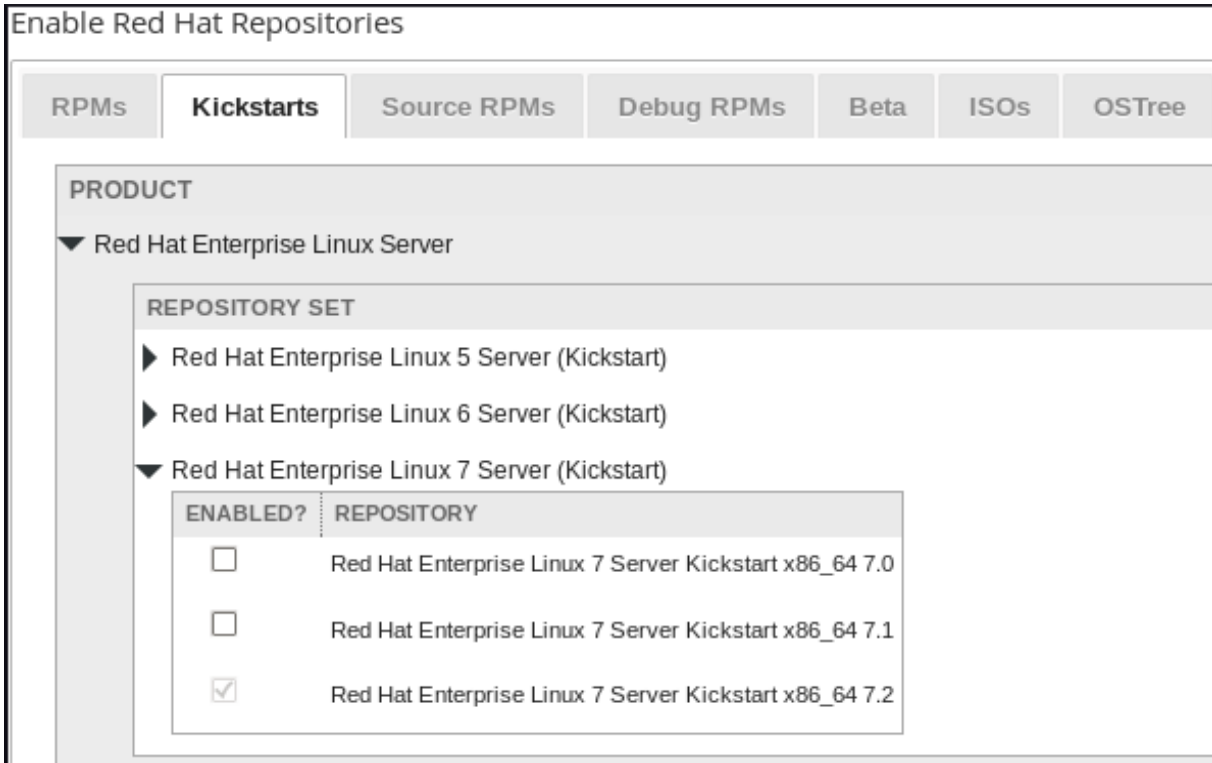 Enable Red Hat Repositories
RPMs Kickstarts Source RPMs Debug RPMs Beta ISOs OSTree
PRODUCT
Red Hat Enterprise Linux Server
REPOSITORY SET
Red Hat Enterprise Linux 5 Server (Kickstart)
Red Hat Enterprise Linux 6 Server (Kickstart)
Red Hat Enterprise Linux 7 Server (Kickstart)
ENABLED? REPOSITORY
Red Hat Enterprise Linux 7 Server Kickstart x86_64 7.0
Red Hat Enterprise Linux 7 Server Kickstart x86_64 7.1
Red Hat Enterprise Linux 7 Server Kickstart x86_64 7.2